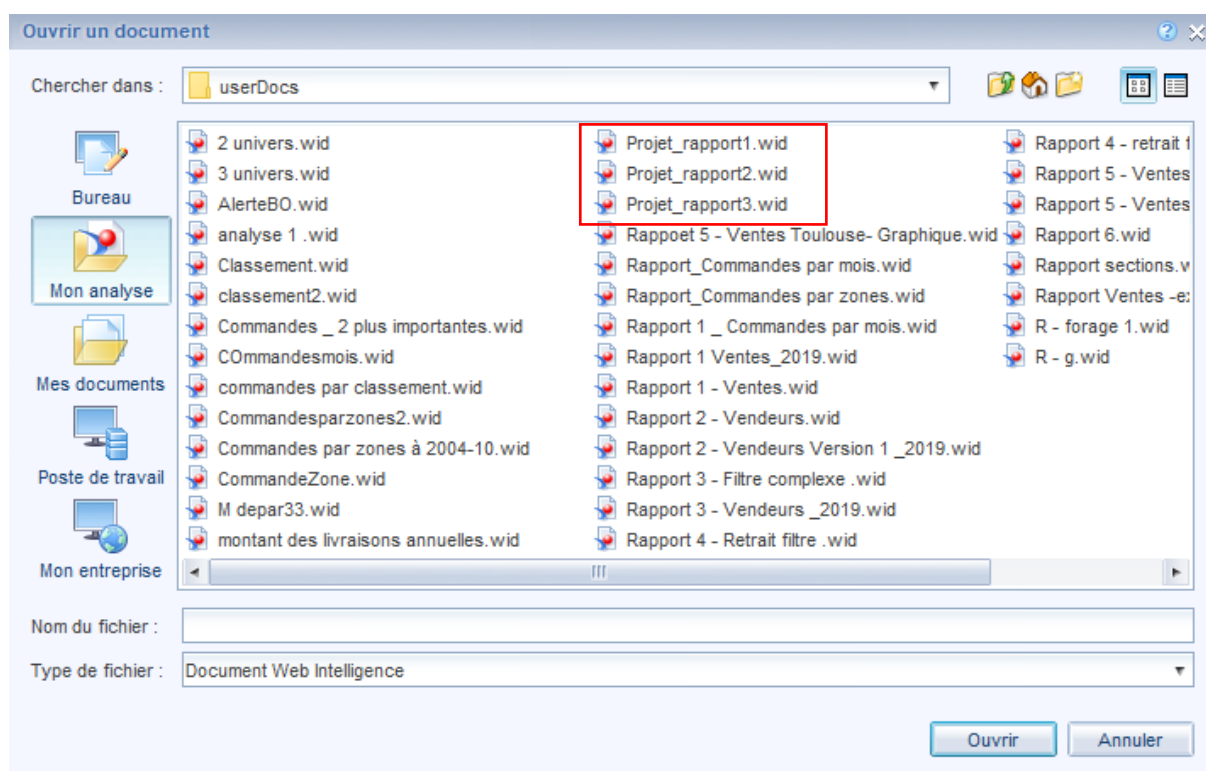 Ouvrir un document
Chercher dans :
userDocs
Bureau
Mon analyse
Mes documents
Poste de travail
Mon entreprise
2 univers.wid
3 univers.wid
AlerteBO.wid
analyse 1 .wid
Classement.wid
classement2.wid
Commandes _ 2 plus importantes.wid
COmmandesmois.wid
commandes par classement.wid
Commandesparzones2.wid
Commandes par zones à 2004-10.wid
CommandeZone.wid
M depar33.wid
montant des livraisons annuelles.wid
Projet_rapport1.wid
Projet_rapport2.wid
Projet_rapport3.wid
Rappoet 5 - Ventes Toulouse- Graphique.wid
Rapport_Commandes par mois.wid
Rapport_Commandes par zones.wid
Rapport 1 _ Commandes par mois.wid
Rapport 1 Ventes_2019.wid
Rapport 1 - Ventes.wid
Rapport 2 - Vendeurs.wid
Rapport 2 - Vendeurs Version 1 _2019.wid
Rapport 3 - Filtre complexe .wid
Rapport 3 - Vendeurs _2019.wid
Rapport 4 - Retrait filtre .wid
Rapport 4 - retrait
Rapport 5 - Ventes
Rapport 5 - Ventes
Rapport 6.wid
Rapport sections.w
Rapport Ventes -e
R - forage 1.wid
R - g.wid
Nom du fichier :
Type de fichier :
Document Web Intelligence
Ouvrir
Annuler